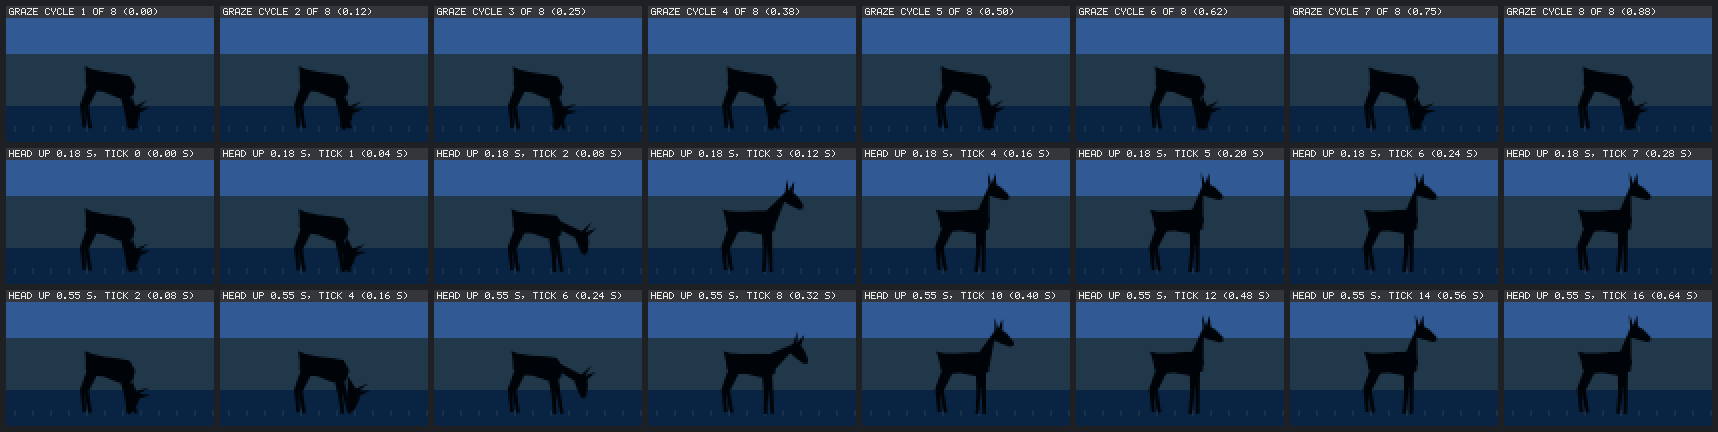 GRAZE CYCLE 1 OF 8 (0.00)
GRAZE CYCLE 2 OF 8 (0.12)
GRAZE CYCLE 3 OF 8 (0.25)
GRAZE CYCLE 4 OF 8 (0.38)
GRAZE CYCLE 5 OF 8 (0.50)
GRAZE CYCLE 6 OF 8 (0.62)
GRAZE CYCLE 7 OF 8 (0.75)
GRAZE CYCLE 8 OF 8 (0.88)
HEAD UP 0.18 S, TICK 0 (0.00 S)
HEAD UP 0.18 S, TICK 1 (0.04 S)
HEAD UP 0.18 S, TICK 2 (0.08 S)
HEAD UP 0.18 S, TICK 3 (0.12 S)
HEAD UP 0.18 S, TICK 4 (0.16 S)
HEAD UP 0.18 S, TICK 5 (0.20 S)
HEAD UP 0.18 S, TICK 6 (0.24 S)
HEAD UP 0.18 S, TICK 7 (0.28 S)
HEAD UP 0.55 S, TICK 2 (0.08 S)
HEAD UP 0.55 S, TICK 4 (0.16 S)
HEAD UP 0.55 S, TICK 6 (0.24 S)
HEAD UP 0.55 S, TICK 8 (0.32 S)
HEAD UP 0.55 S, TICK 10 (0.40 S)
HEAD UP 0.55 S, TICK 12 (0.48 S)
HEAD UP 0.55 S, TICK 14 (0.56 S)
HEAD UP 0.55 S, TICK 16 (0.64 S)